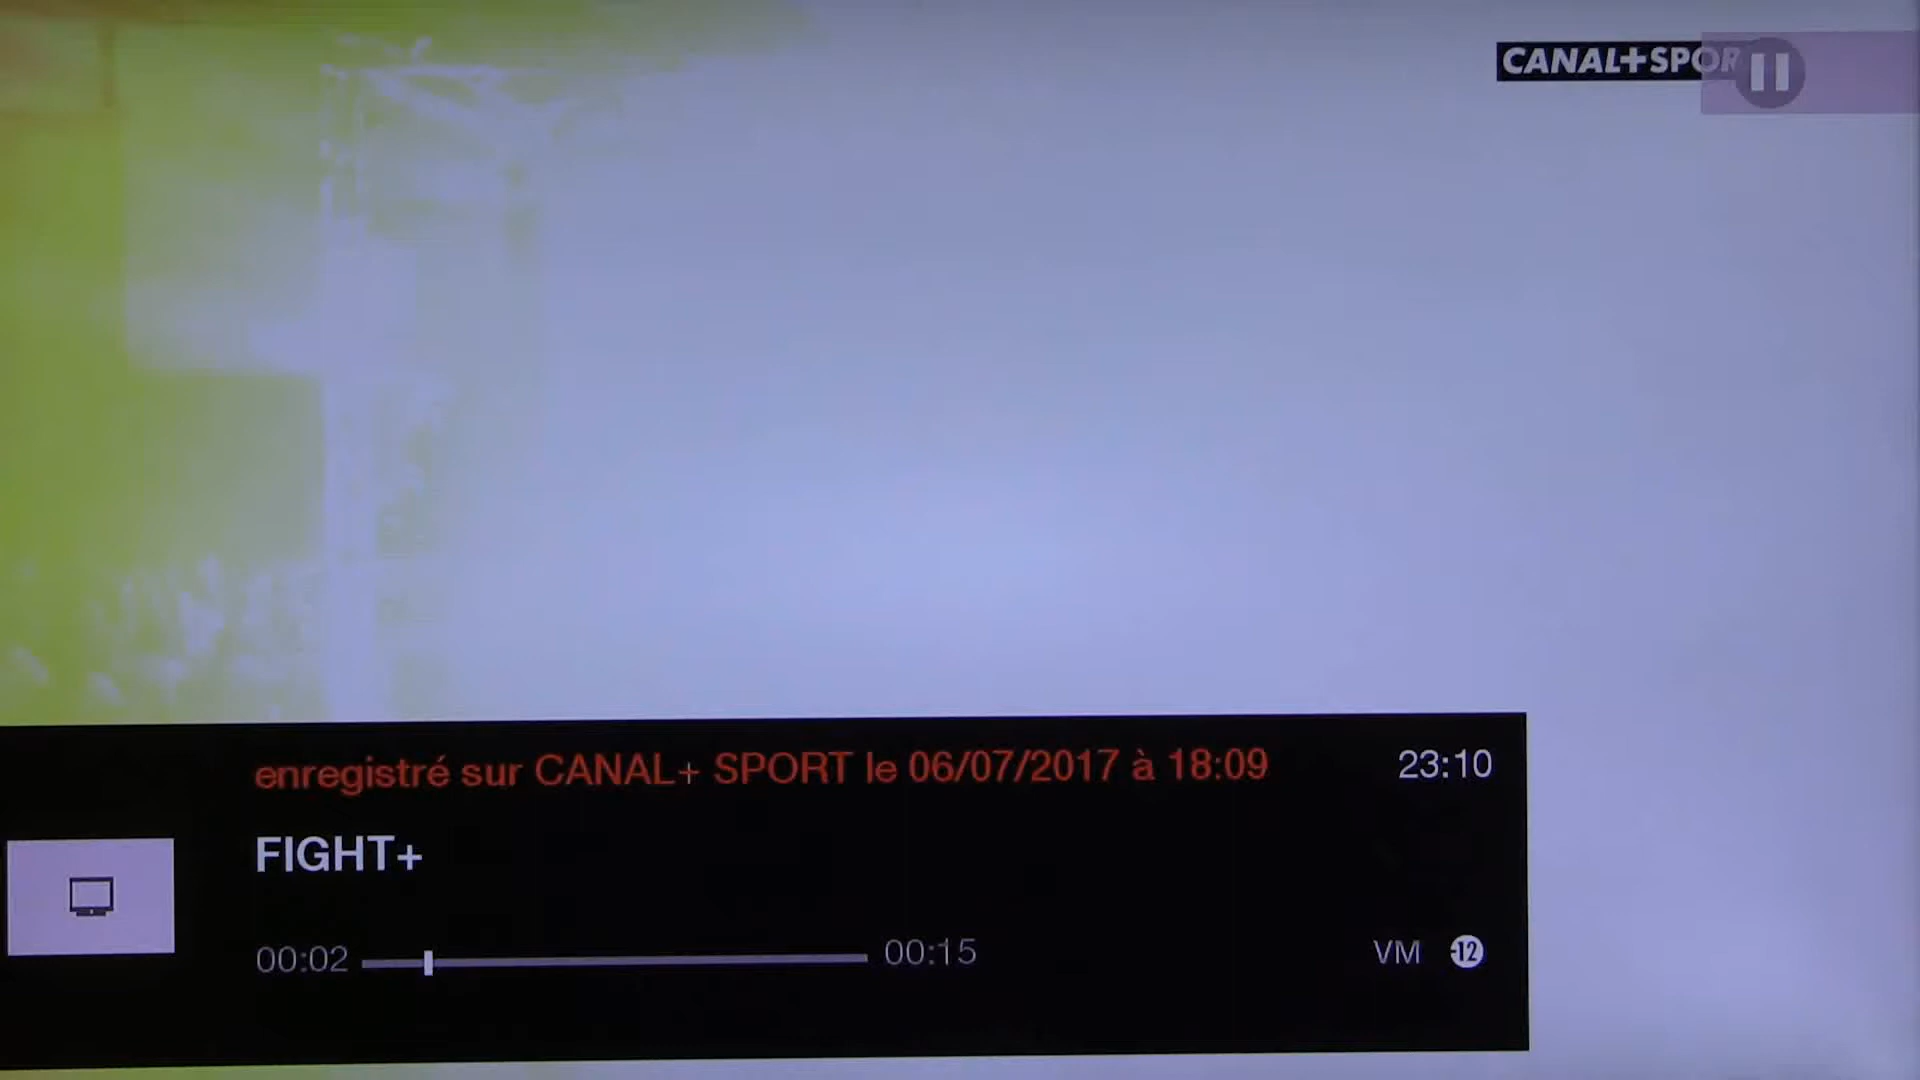 CANAL+SPOR
enregistré sur CANAL+ SPORT le 06/07/2017 à 18:09
23:10
FIGHT+
00:02
00:15
VM
-12